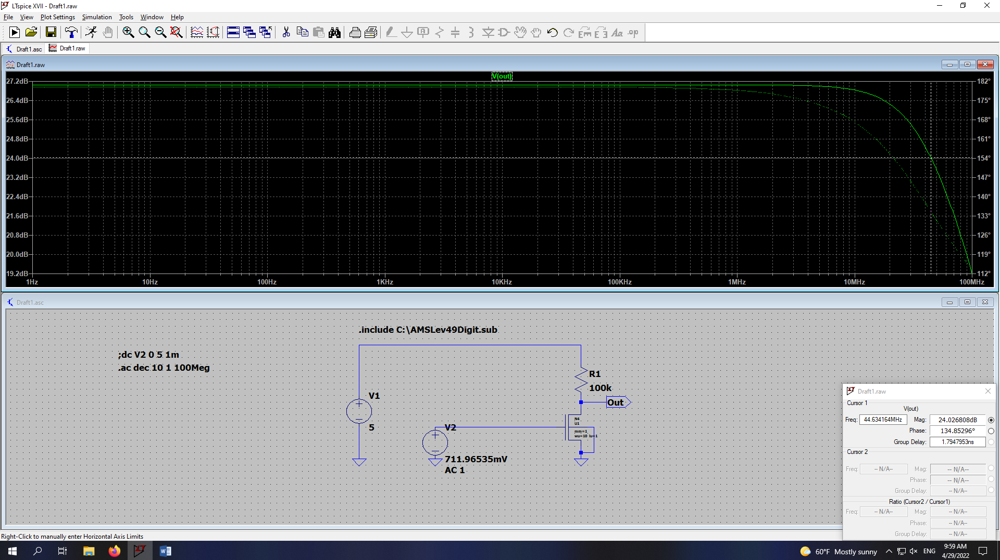 LTspice XVII - Draft1.raw
File View Plot Settings Simulation Tools Window Help
Draft1.asc Draft1.raw
Draft1.raw
V(out)
27.2dB 182°
26.4dB 175°
25.6dB 168°
24.8dB 161°
24.0dB 154°
23.2dB 147°
22.4dB 140°
21.6dB 133°
20.8dB 126°
20.0dB 119°
19.2dB 112°
1Hz 10Hz 100Hz 1KHz 10KHz 100KHz 1MHz 10MHz 100MHz
Draft1.asc
.include C:\AMSLev49Digit.sub
;dc V2 0 5 1m
.ac dec 10 1 100Meg
R1
100k
V1
5
Out
N4
U1
mm=1
wu=10 lu=1
V2
711.96535mV
AC 1
Draft1.raw
Cursor 1
V(out)
Freq: 44.634164MHz Mag: 24.026808dB
Phase: 134.85296°
Group Delay: 1.7947953ns
Cursor 2
Freq: -- N/A-- Mag: -- N/A--
Phase: -- N/A--
Group Delay: -- N/A--
Ratio (Cursor2 / Cursor1)
Freq: -- N/A-- Mag: -- N/A--
Phase: -- N/A--
Group Delay: -- N/A--
Right-Click to manually enter Horizontal Axis Limits
60°F Mostly sunny ENG 9:59 AM
4/29/2022